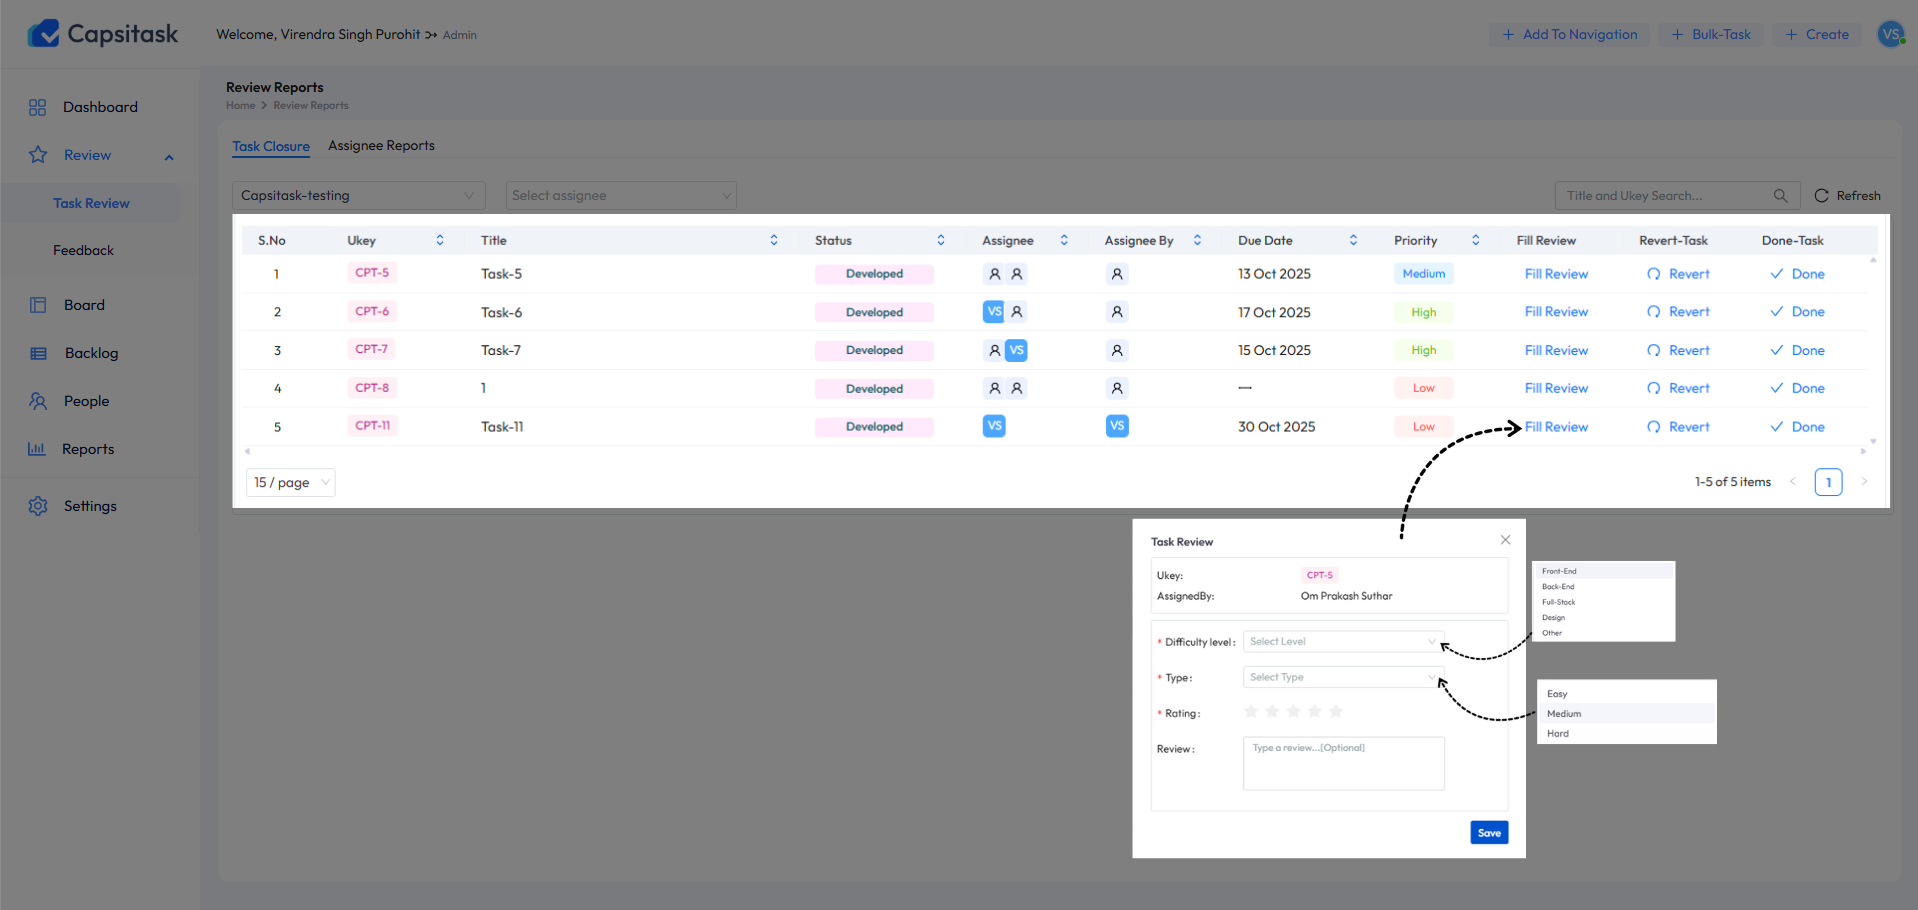 Capsitask
Welcome, Virendra Singh Purohit
Admin
Add To Navigation
Bulk-Task
Create
VS
Dashboard
Review
Task Review
Feedback
Board
Backlog
People
Reports
Settings
Review Reports
Home > Review Reports
Task Closure Assignee Reports
Capsitask-testing
Select assignee
Title and Ukey Search...
Refresh
S.No Ukey Title Status Assignee Assignee By Due Date Priority Fill Review Revert-Task Done-Task
1 CPT-5 Task-5 Developed 13 Oct 2025 Medium Fill Review Revert Done
2 CPT-6 Task-6 Developed VS 17 Oct 2025 High Fill Review Revert Done
3 CPT-7 Task-7 Developed VS 15 Oct 2025 High Fill Review Revert Done
4 CPT-8 1 Developed — Low Fill Review Revert Done
5 CPT-11 Task-11 Developed VS VS 30 Oct 2025 Low Fill Review Revert Done
15 / page
1-5 of 5 items < 1 >
Task Review
Ukey: CPT-5
AssignedBy: Om Prakash Suthar
* Difficulty level : Select Level
* Type : Select Type
* Rating :
Review : Type a review...[Optional]
Save
Front-End
Back-End
Full-Stack
Design
Other
Easy
Medium
Hard